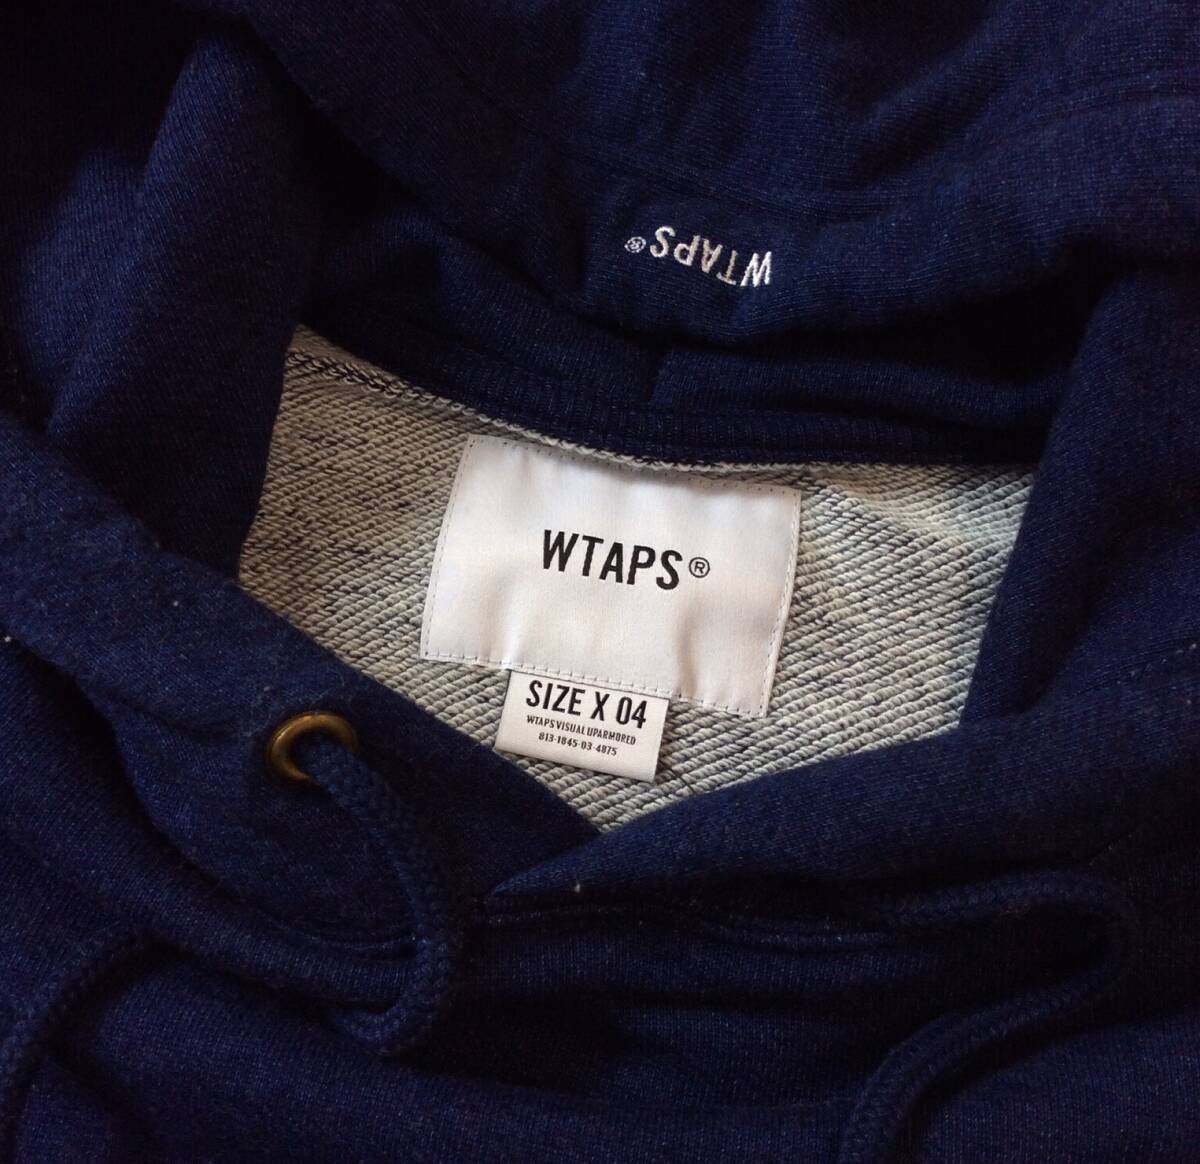 WTAPS®
WTAPS®
SIZE X 04
WTAPS VISUAL UPARMORED
813-1845-03-4875